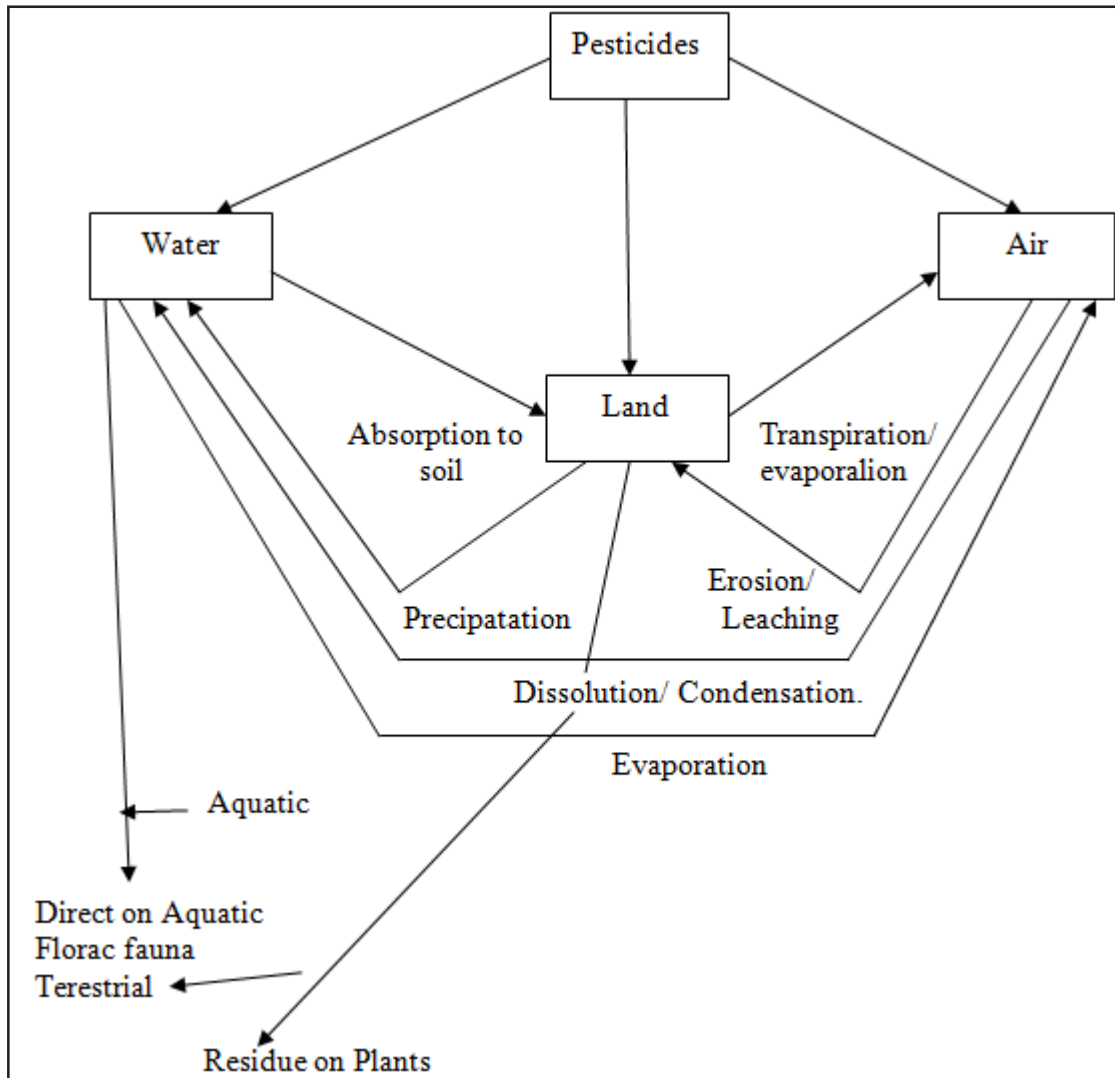 Pesticides
Water
Air
Land
Absorption to
soil
Transpiration/
evaporalion
Precipatation
Erosion/
Leaching
Dissolution/ Condensation.
Evaporation
Aquatic
Direct on Aquatic
Florac fauna
Terestrial
Residue on Plants